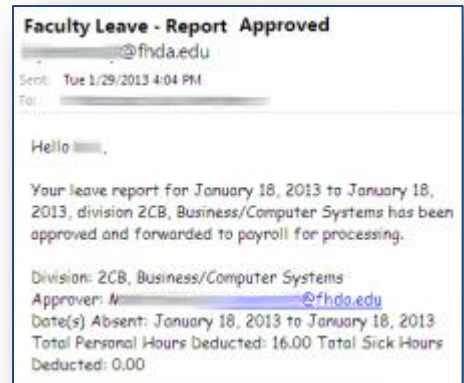 Faculty Leave - Report Approved
@fhda.edu
Sent: Tue 1/29/2013 4:04 PM
To:
Hello ,
Your leave report for January 18, 2013 to January 18,
2013, division 2CB, Business/Computer Systems has been
approved and forwarded to payroll for processing.
Division: 2CB, Business/Computer Systems
Approver: @fhda.edu
Date(s) Absent: January 18, 2013 to January 18, 2013
Total Personal Hours Deducted: 16.00 Total Sick Hours
Deducted: 0.00